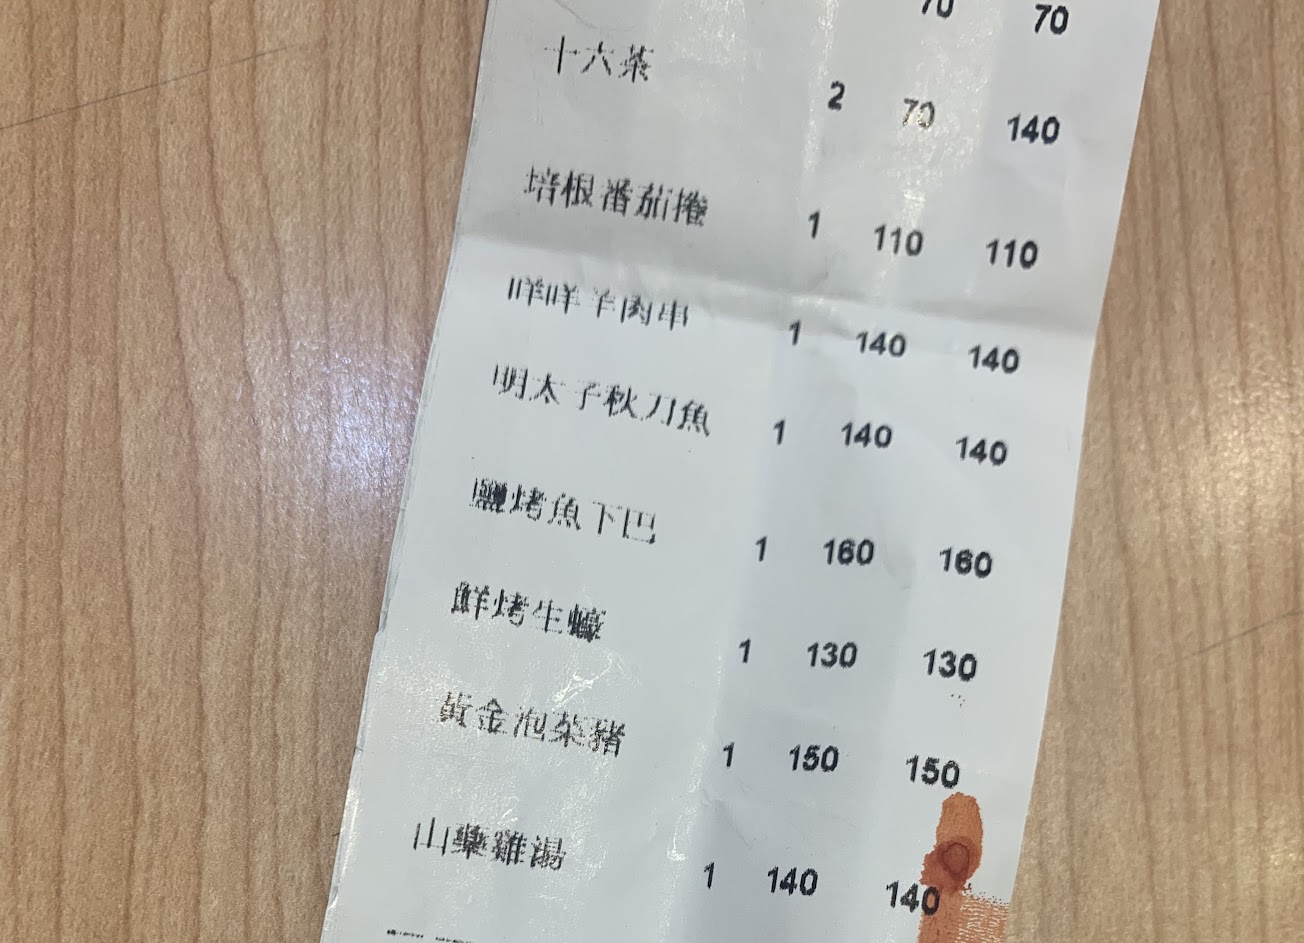 70 70
十六茶 2 70 140
培根番茄捲 1 110 110
咩咩羊肉串 1 140 140
明太子秋刀魚 1 140 140
鹽烤魚下巴 1 160 160
鮮烤生蠔 1 130 130
黃金泡菜豬 1 150 150
山藥雞湯 1 140 140